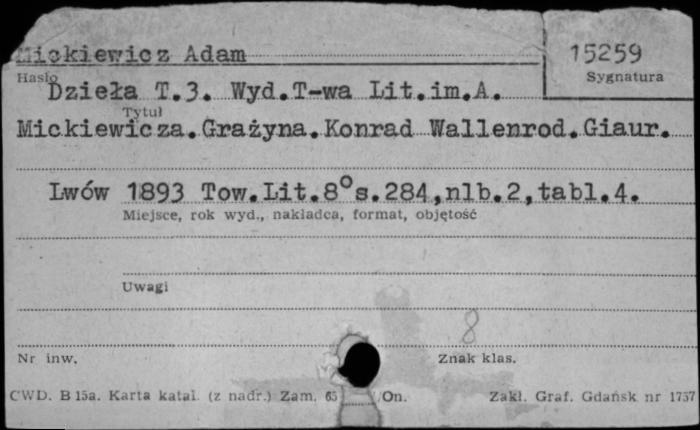 Mickiewicz Adam 15259
Hasło Sygnatura
Dzieła T.3. Wyd.T-wa Lit.im.A.
Tytuł
Mickiewicza.Grażyna.Konrad Wallenrod.Giaur.
Lwów 1893 Tow.Lit.8°s.284,nlb.2,tabl.4.
Miejsce, rok wyd., nakładca, format, objętość
Uwagi
8
Nr inw. Znak klas.
CWD. B 15a. Karta katal. (z nadr.) Zam. 65 /On. Zakł. Graf. Gdańsk nr 1757